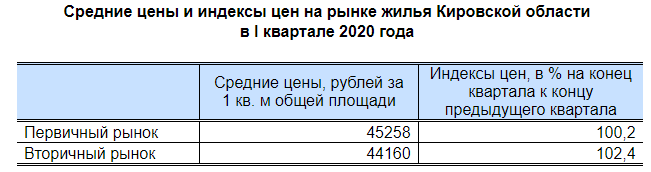 Средние цены и индексы цен на рынке жилья Кировской области
в I квартале 2020 года
Средние цены, рублей за
1 кв. м общей площади
Индексы цен, в % на конец
квартала к концу
предыдущего квартала
Первичный рынок 45258 100,2
Вторичный рынок 44160 102,4